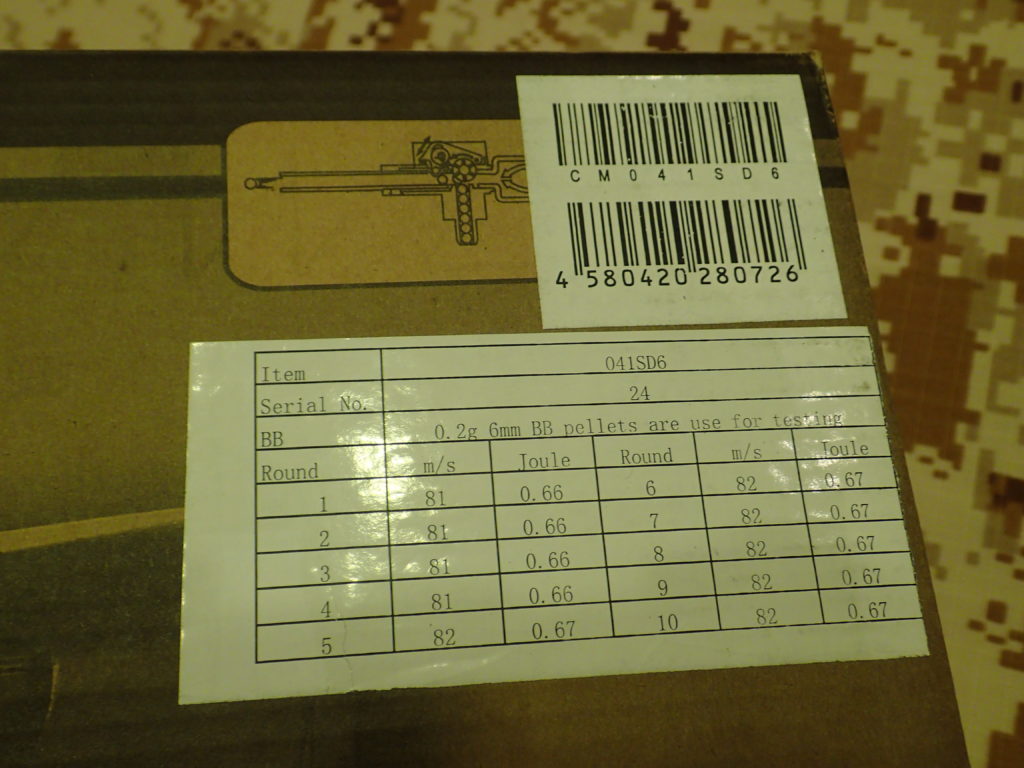 CM041SD6
4 580420 280726
Item 041SD6
Serial No. 24
BB 0.2g 6mm BB pellets are use for testing
Round m/s Joule Round m/s Joule
1 81 0.66 6 82 0.67
2 81 0.66 7 82 0.67
3 81 0.66 8 82 0.67
4 81 0.66 9 82 0.67
5 82 0.67 10 82 0.67